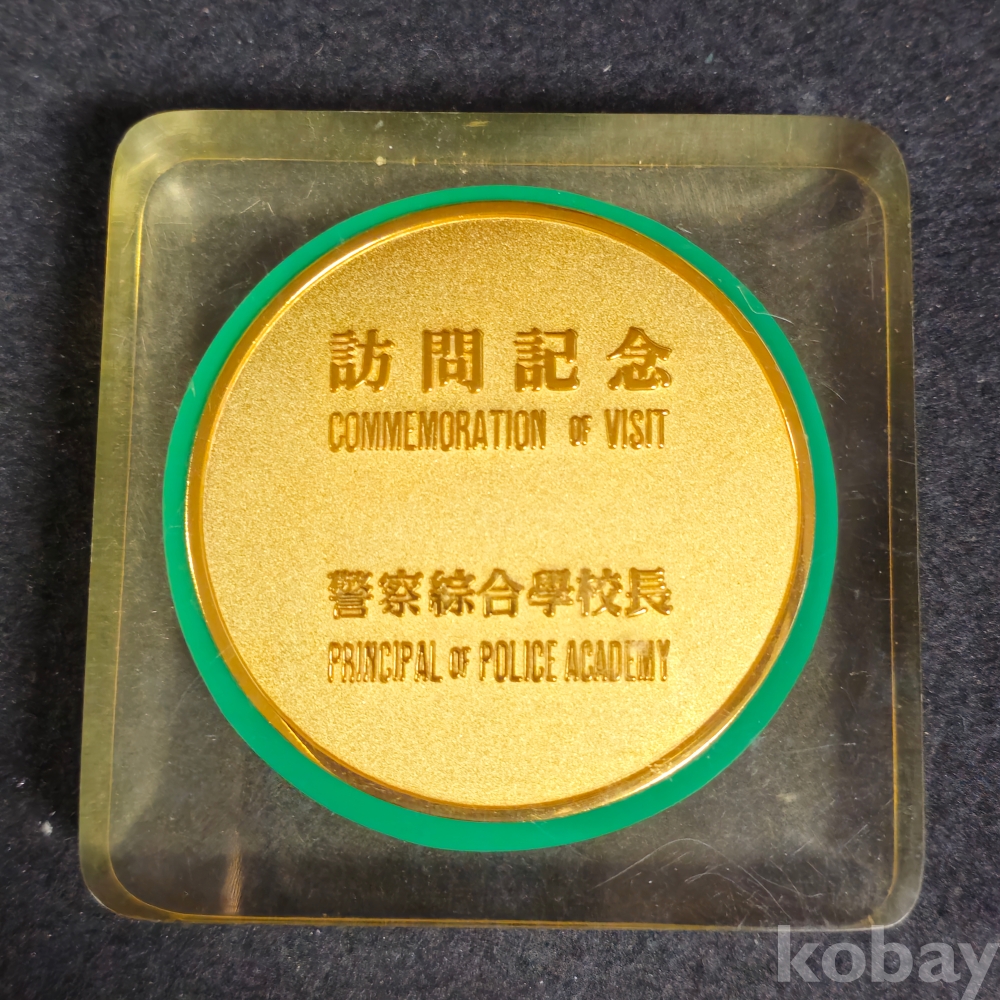 訪問記念
COMMEMORATION OF VISIT
警察綜合學校長
PRINCIPAL OF POLICE ACADEMY
kobay